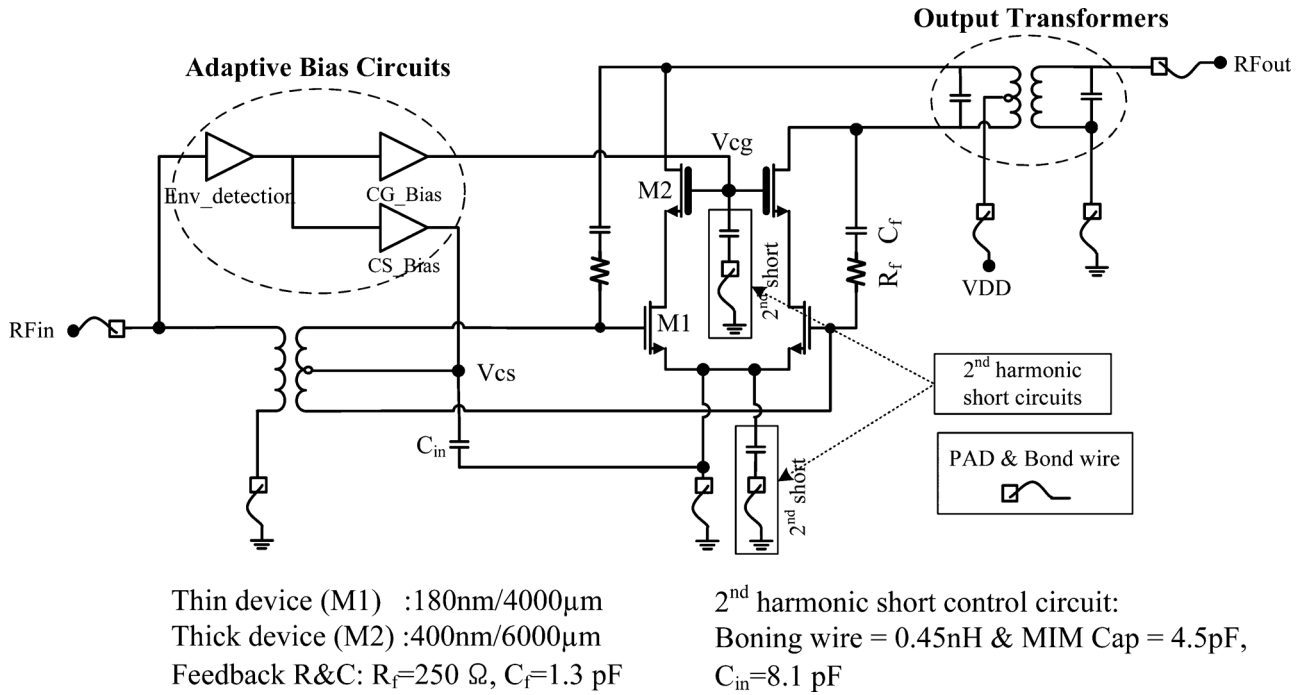 Output Transformers
Adaptive Bias Circuits
RFout
Vcg
Env_detection
CG_Bias
M2
CS_Bias
2nd short
Cf
Rf
VDD
RFin
M1
Vcs
2nd harmonic
short circuits
Cin
PAD & Bond wire
2nd short
Thin device (M1) :180nm/4000µm
Thick device (M2) :400nm/6000µm
Feedback R&C: Rf=250 Ω, Cf=1.3 pF
2nd harmonic short control circuit:
Boning wire = 0.45nH & MIM Cap = 4.5pF,
Cin=8.1 pF